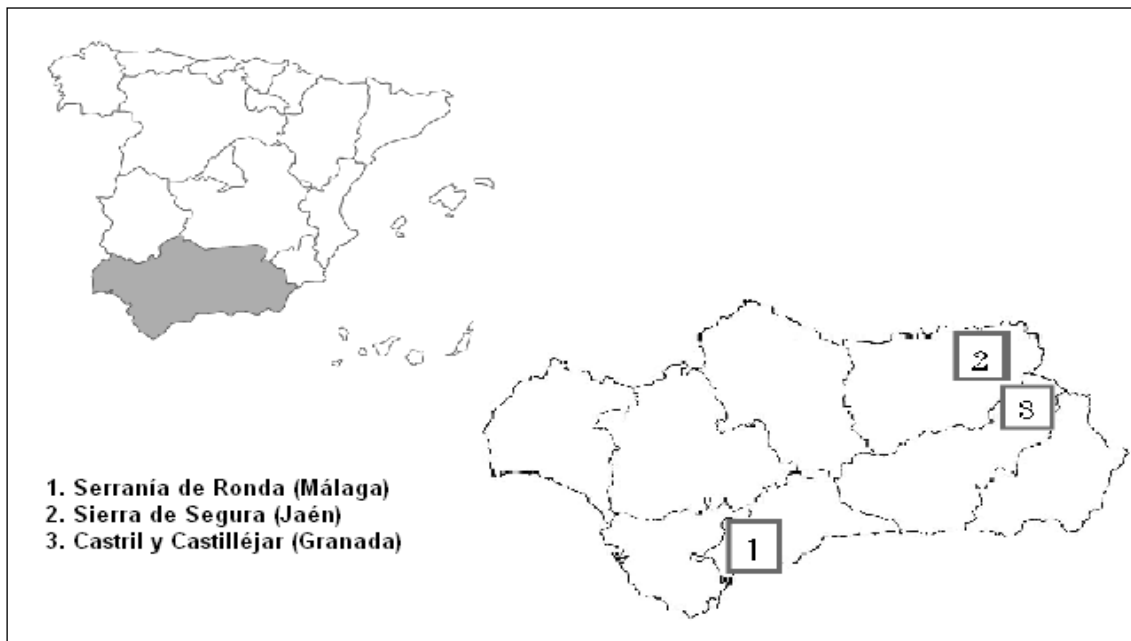 1. Serranía de Ronda (Málaga)
2. Sierra de Segura (Jaén)
3. Castril y Castilléjar (Granada)
2
3
1